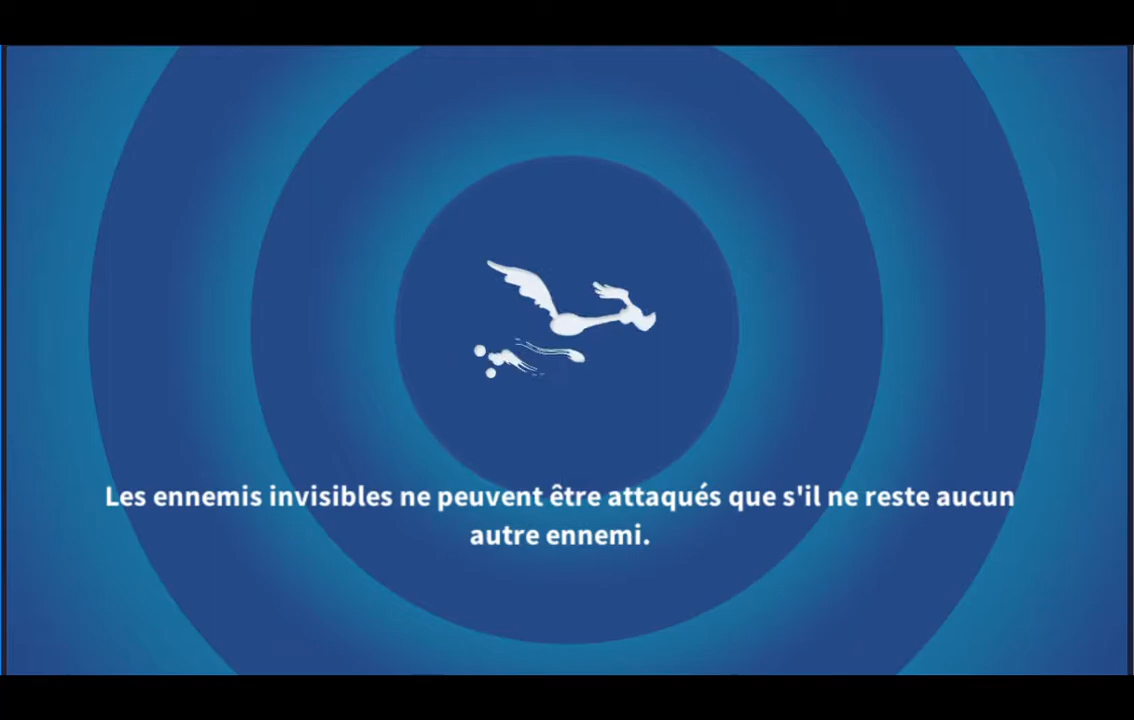 Les ennemis invisibles ne peuvent être attaqués que s'il ne reste aucun
autre ennemi.